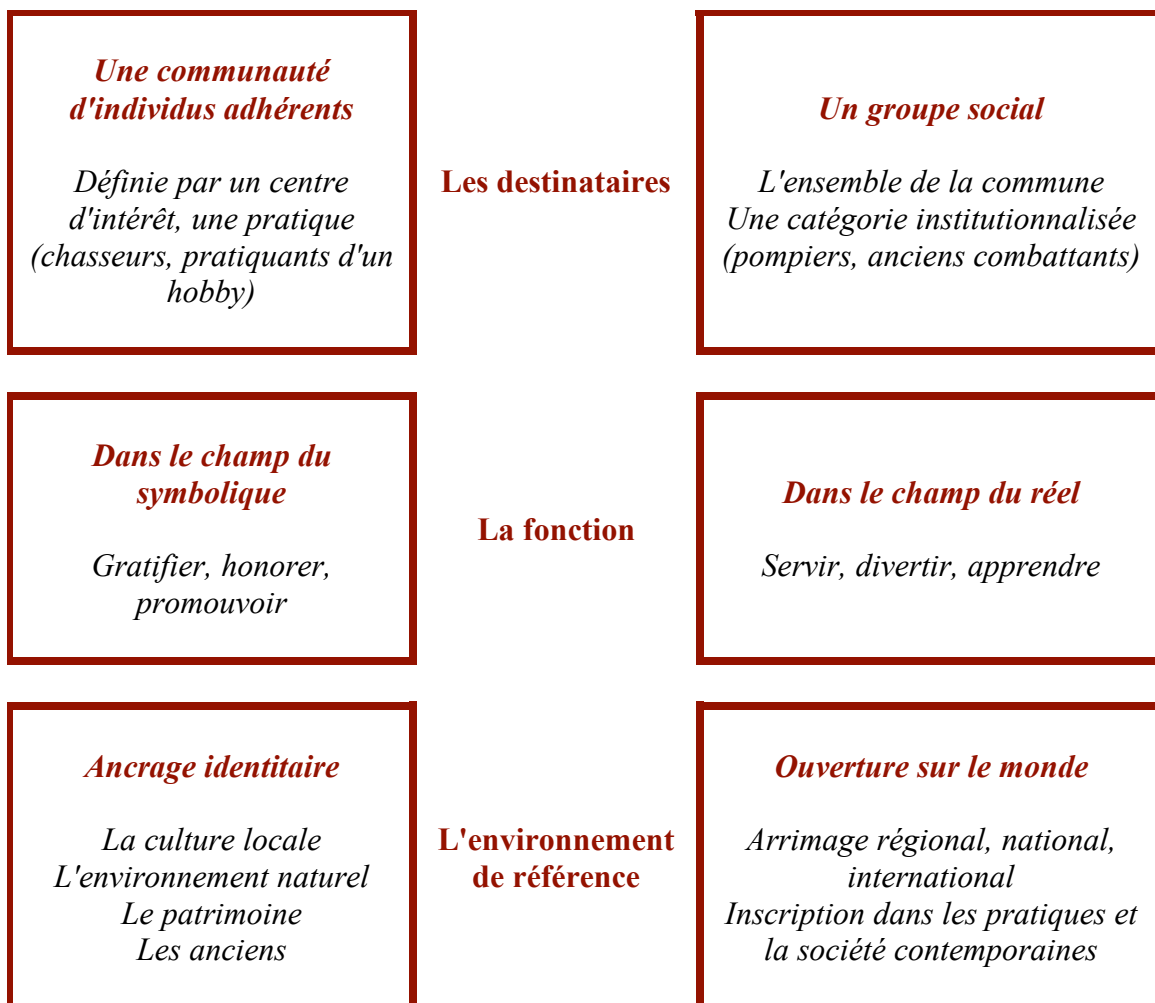 Une communauté
d'individus adhérents
Définie par un centre
d'intérêt, une pratique
(chasseurs, pratiquants d'un
hobby)
Les destinataires
Un groupe social
L'ensemble de la commune
Une catégorie institutionnalisée
(pompiers, anciens combattants)
Dans le champ du
symbolique
Gratifier, honorer,
promouvoir
La fonction
Dans le champ du réel
Servir, divertir, apprendre
Ancrage identitaire
La culture locale
L'environnement naturel
Le patrimoine
Les anciens
L'environnement
de référence
Ouverture sur le monde
Arrimage régional, national,
international
Inscription dans les pratiques et
la société contemporaines